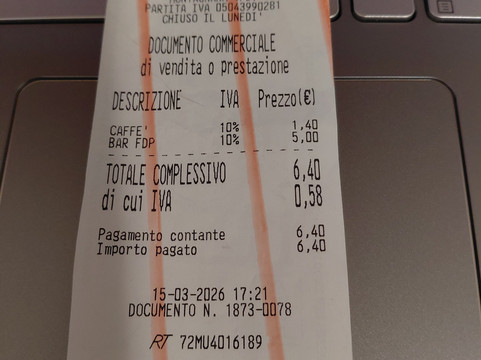 PARTITA IVA 05043990281
CHIUSO IL LUNEDI'
DOCUMENTO COMMERCIALE
di vendita o prestazione
DESCRIZIONE IVA Prezzo(€)
CAFFE' 10% 1,40
BAR FDP 10% 5,00
TOTALE COMPLESSIVO 6,40
di cui IVA 0,58
Pagamento contante 6,40
Importo pagato 6,40
15-03-2026 17:21
DOCUMENTO N. 1873-0078
RT 72MU4016189